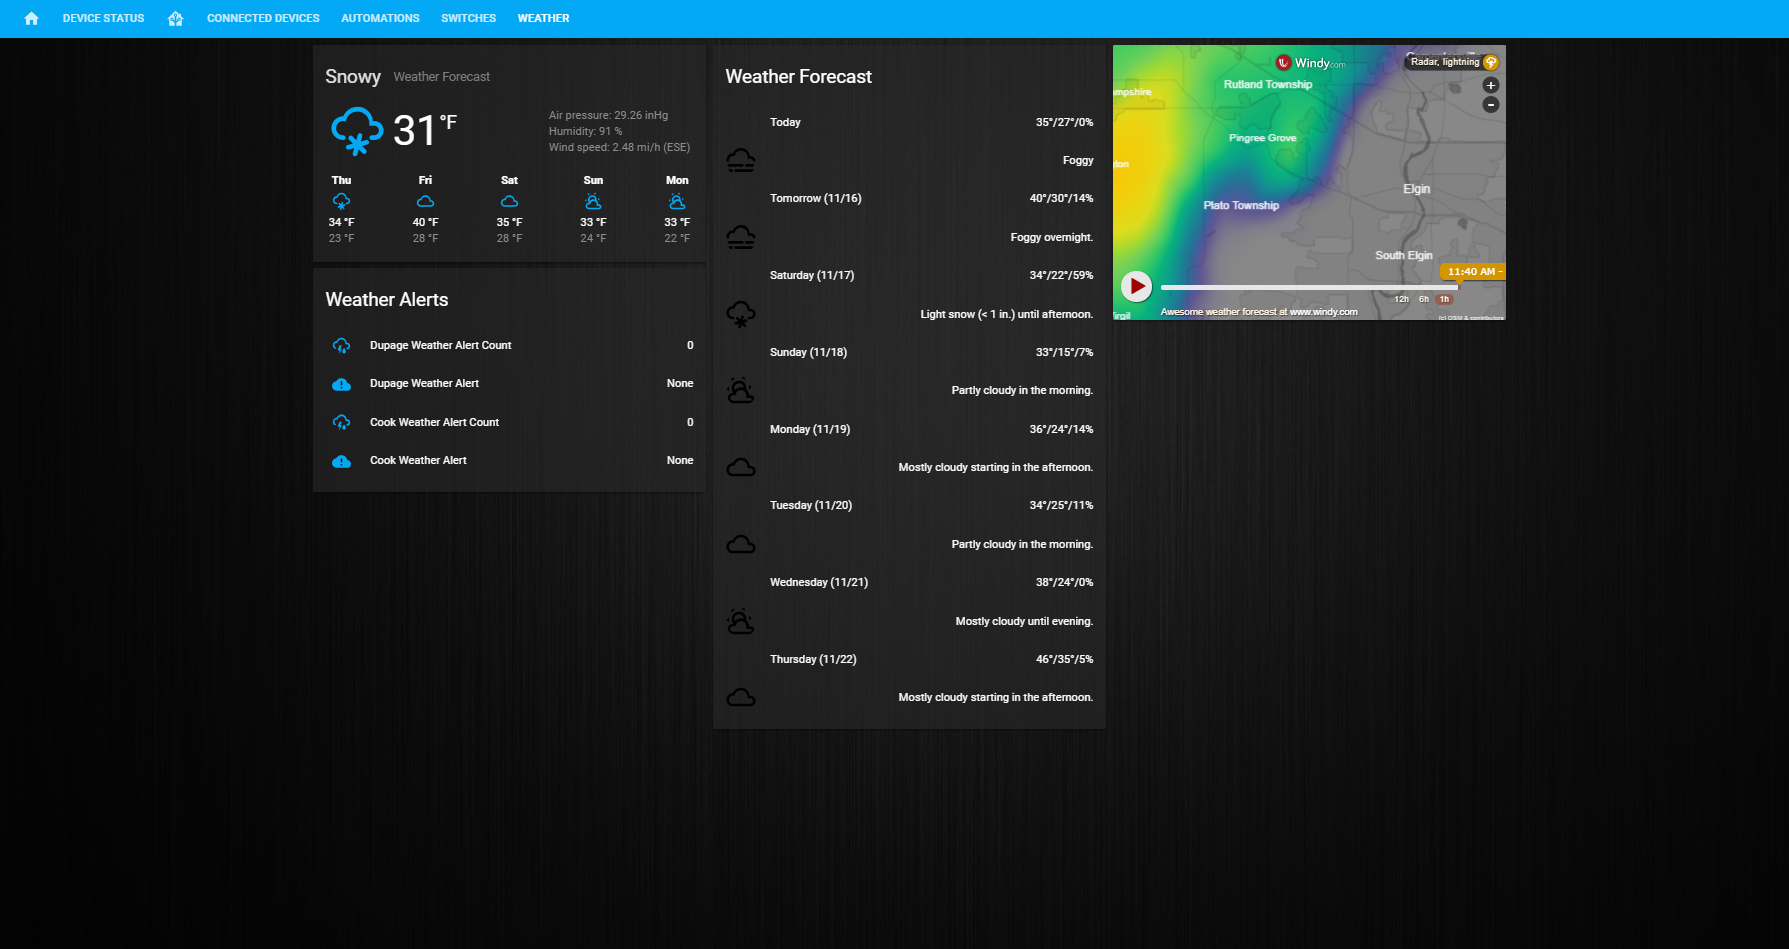 DEVICE STATUS CONNECTED DEVICES AUTOMATIONS SWITCHES WEATHER
Snowy Weather Forecast
31 °F
Air pressure: 29.26 inHg
Humidity: 91 %
Wind speed: 2.48 mi/h (ESE)
Thu Fri Sat Sun Mon
34 °F 40 °F 35 °F 33 °F 33 °F
23 °F 28 °F 28 °F 24 °F 22 °F
Weather Alerts
Dupage Weather Alert Count 0
Dupage Weather Alert None
Cook Weather Alert Count 0
Cook Weather Alert None
Weather Forecast
Today 35°/27°/0%
Foggy
Tomorrow (11/16) 40°/30°/14%
Foggy overnight.
Saturday (11/17) 34°/22°/59%
Light snow (< 1 in.) until afternoon.
Sunday (11/18) 33°/15°/7%
Partly cloudy in the morning.
Monday (11/19) 36°/24°/14%
Mostly cloudy starting in the afternoon.
Tuesday (11/20) 34°/25°/11%
Partly cloudy in the morning.
Wednesday (11/21) 38°/24°/0%
Mostly cloudy until evening.
Thursday (11/22) 46°/35°/5%
Mostly cloudy starting in the afternoon.
Windy.com
Radar, lightning
+
-
Rutland Township
mpshire
Pingree Grove
Elgin
Plato Township
South Elgin
11:40 AM -
12h 6h 1h
Awesome weather forecast at www.windy.com
(c) OSM & contributors